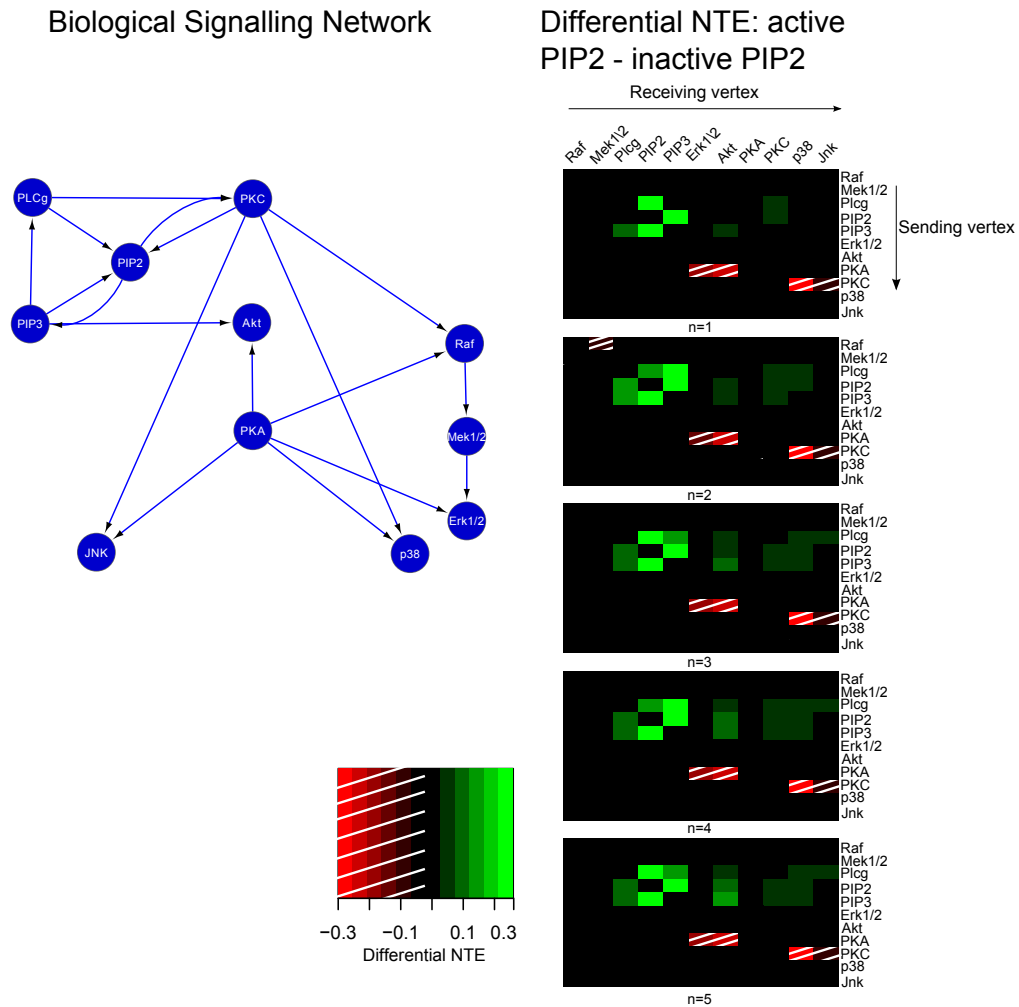 Biological Signalling Network
Differential NTE: active
PIP2 - inactive PIP2
Receiving vertex
Raf
Mek1\2
Plcg
PIP2
PIP3
Erk1\2
Akt
PKA
PKC
p38
Jnk
Sending vertex
Raf
Mek1/2
Plcg
PIP2
PIP3
Erk1/2
Akt
PKA
PKC
p38
Jnk
n=1
Raf
Mek1/2
Plcg
PIP2
PIP3
Erk1/2
Akt
PKA
PKC
p38
Jnk
n=2
Raf
Mek1/2
Plcg
PIP2
PIP3
Erk1/2
Akt
PKA
PKC
p38
Jnk
n=3
Raf
Mek1/2
Plcg
PIP2
PIP3
Erk1/2
Akt
PKA
PKC
p38
Jnk
n=4
Raf
Mek1/2
Plcg
PIP2
PIP3
Erk1/2
Akt
PKA
PKC
p38
Jnk
n=5
PLCg
PKC
PIP2
PIP3
Akt
Raf
PKA
Mek1/2
Erk1/2
JNK
p38
−0.3 −0.1 0.1 0.3
Differential NTE